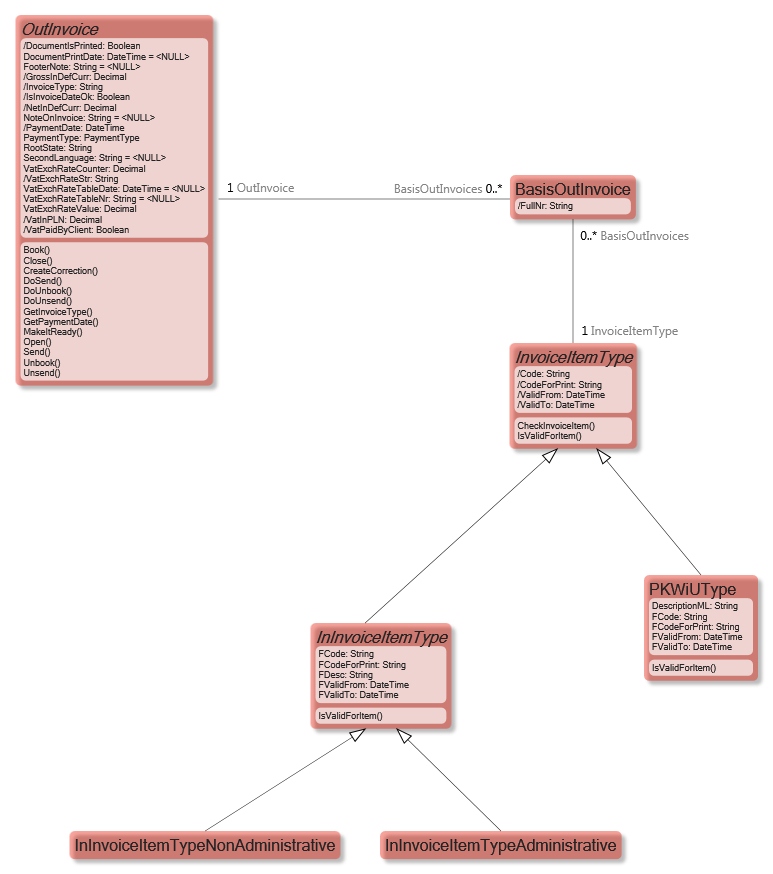 OutInvoice
/DocumentIsPrinted: Boolean
DocumentPrintDate: DateTime = <NULL>
FooterNote: String = <NULL>
/GrossInDefCurr: Decimal
/InvoiceType: String
/IsInvoiceDateOk: Boolean
/NetInDefCurr: Decimal
NoteOnInvoice: String = <NULL>
/PaymentDate: DateTime
PaymentType: PaymentType
RootState: String
SecondLanguage: String = <NULL>
VatExchRateCounter: Decimal
/VatExchRateStr: String
VatExchRateTableDate: DateTime = <NULL>
VatExchRateTableNr: String = <NULL>
VatExchRateValue: Decimal
/VatInPLN: Decimal
/VatPaidByClient: Boolean
Book()
Close()
CreateCorrection()
DoSend()
DoUnbook()
DoUnsend()
GetInvoiceType()
GetPaymentDate()
MakeItReady()
Open()
Send()
Unbook()
Unsend()
1 OutInvoice
BasisOutInvoices 0..*
BasisOutInvoice
/FullNr: String
0..* BasisOutInvoices
1 InvoiceItemType
InvoiceItemType
/Code: String
/CodeForPrint: String
/ValidFrom: DateTime
/ValidTo: DateTime
CheckInvoiceItem()
IsValidForItem()
PKWiUType
DescriptionML: String
FCode: String
FCodeForPrint: String
FValidFrom: DateTime
FValidTo: DateTime
IsValidForItem()
InInvoiceItemType
FCode: String
FCodeForPrint: String
FDesc: String
FValidFrom: DateTime
FValidTo: DateTime
IsValidForItem()
InInvoiceItemTypeNonAdministrative
InInvoiceItemTypeAdministrative